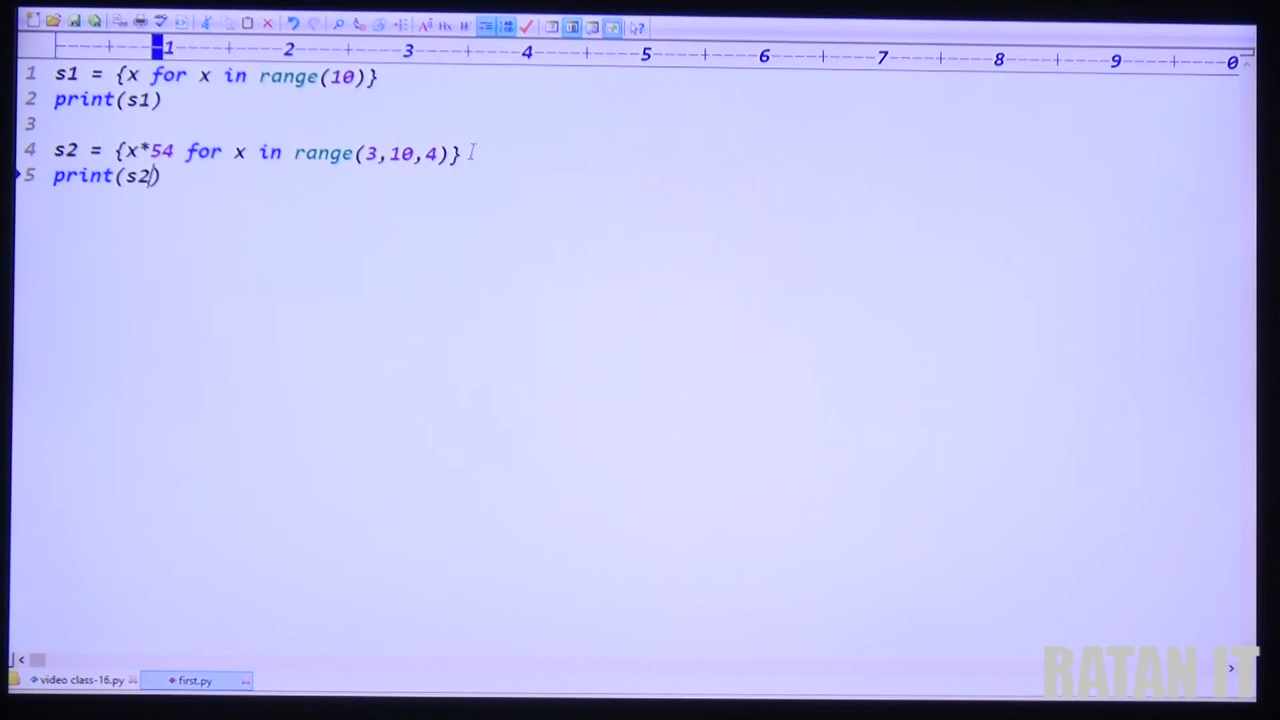 1 2 3 4 5 6 7 8 9 0
1 s1 = {x for x in range(10)}
2 print(s1)
3
4 s2 = {x*54 for x in range(3,10,4)}
5 print(s2)
video class-16.py first.py
RATAN IT